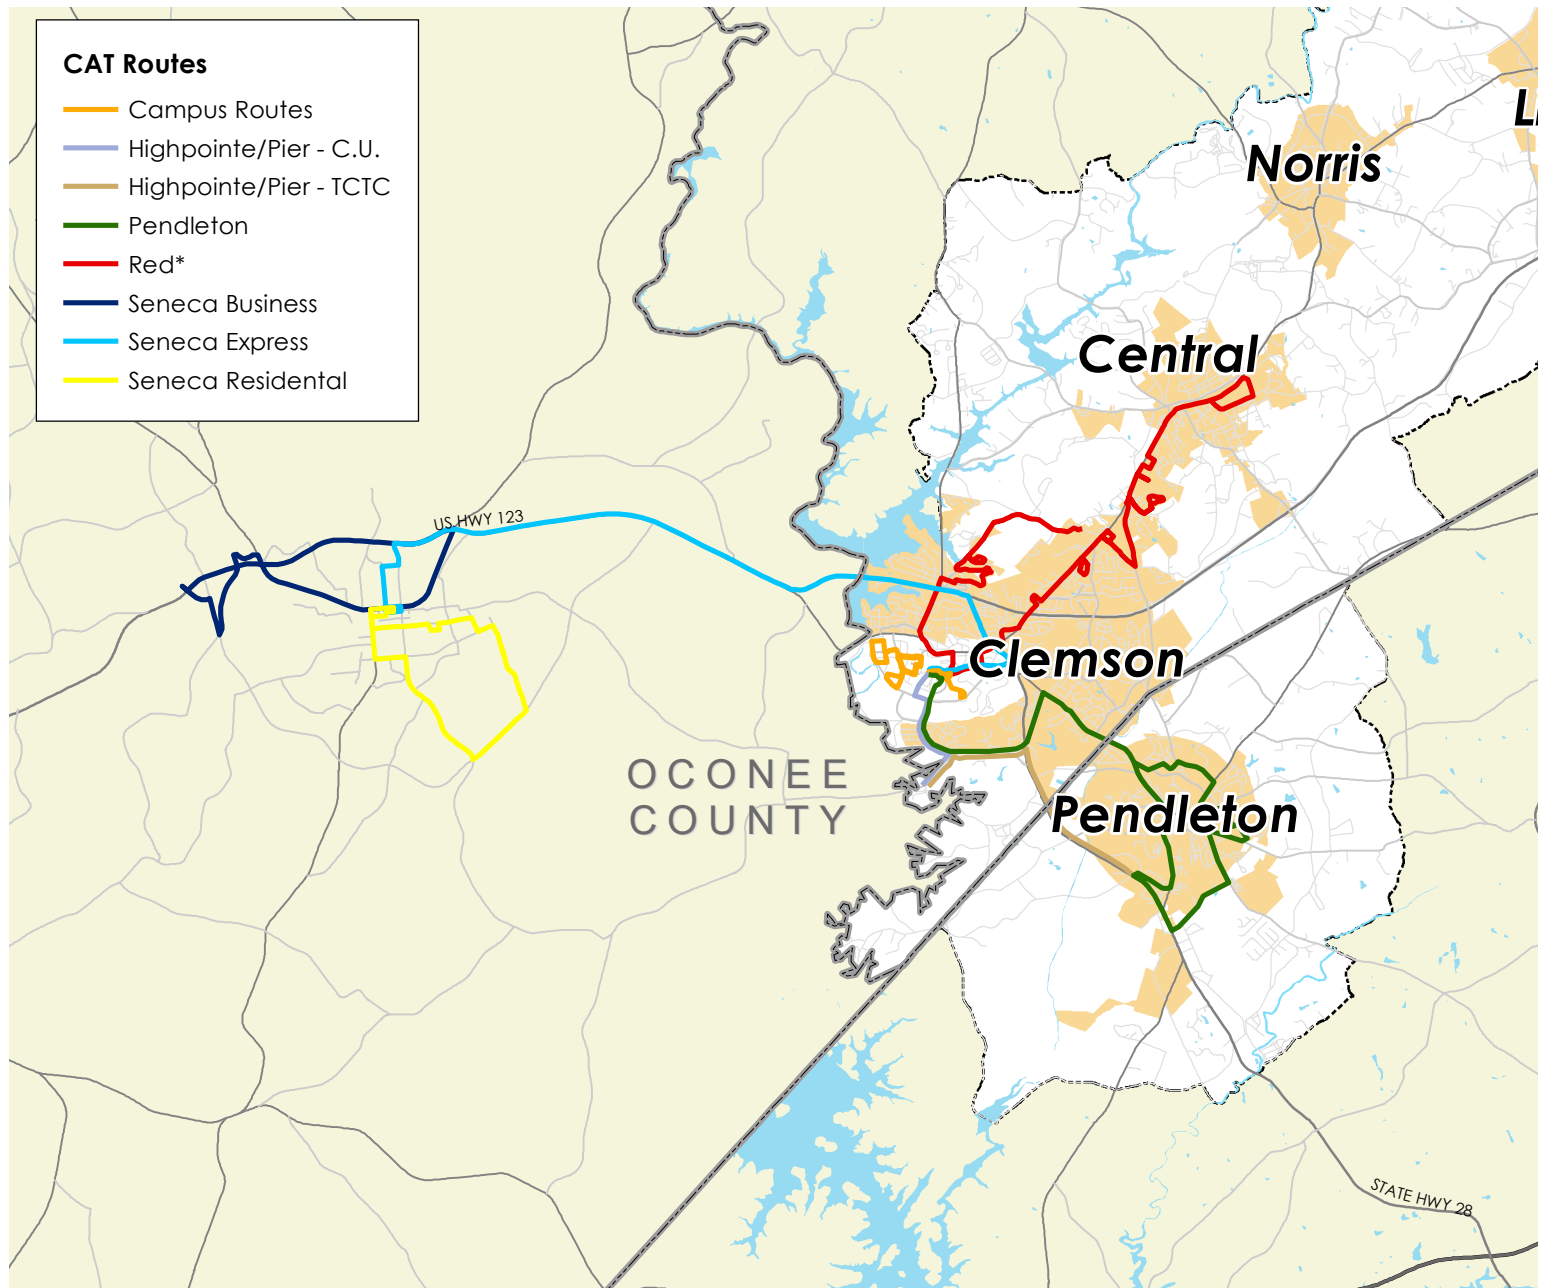 CAT Routes
Campus Routes
Highpointe/Pier - C.U.
Highpointe/Pier - TCTC
Pendleton
Red*
Seneca Business
Seneca Express
Seneca Residental
Norris
Central
US HWY 123
Clemson
OCONEE
COUNTY
Pendleton
STATE HWY 28